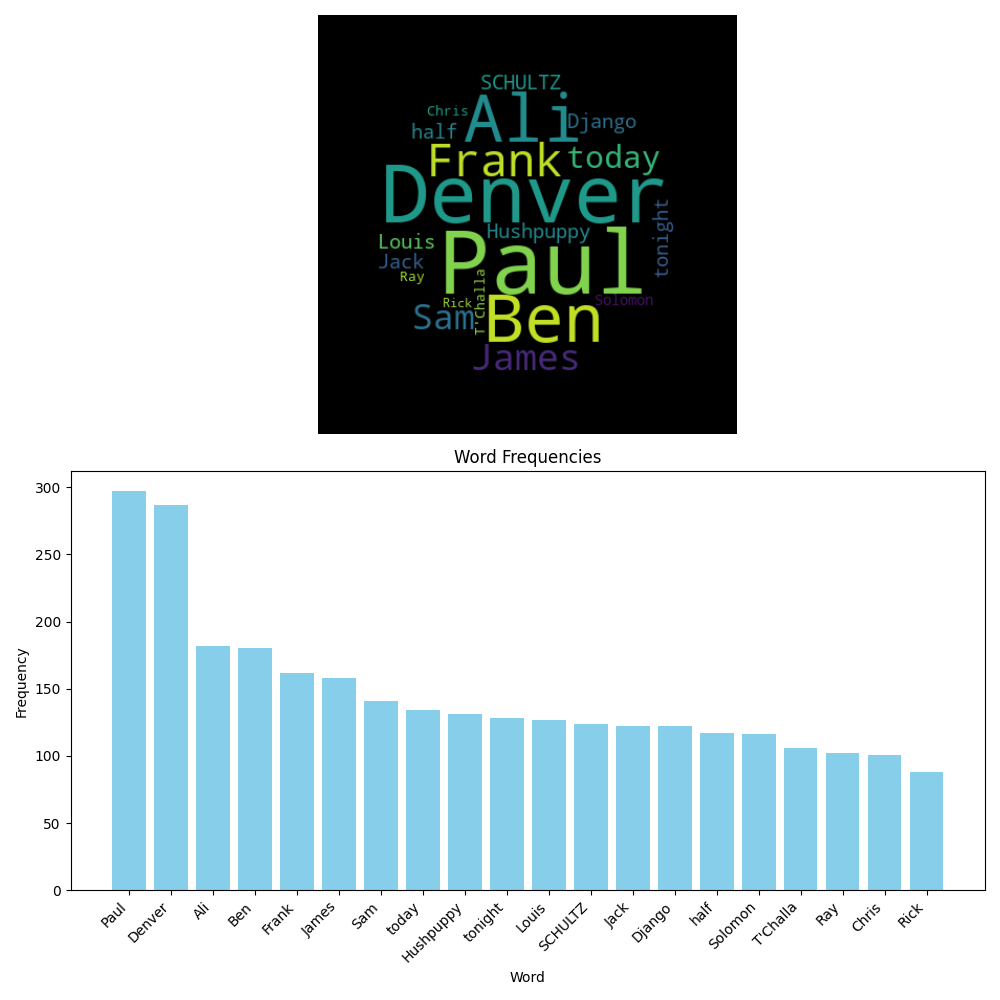 SCHULTZ
Chris
Ali
Django
half
Frank
today
Denver
tonight
Hushpuppy
Louis
Paul
Jack
Ray
T'Challa
Rick
Solomon
Sam
Ben
James
Word Frequencies
300
250
200
150
100
50
0
Frequency
Paul
Denver
Ali
Ben
Frank
James
Sam
today
Hushpuppy
tonight
Louis
SCHULTZ
Jack
Django
half
Solomon
T'Challa
Ray
Chris
Rick
Word